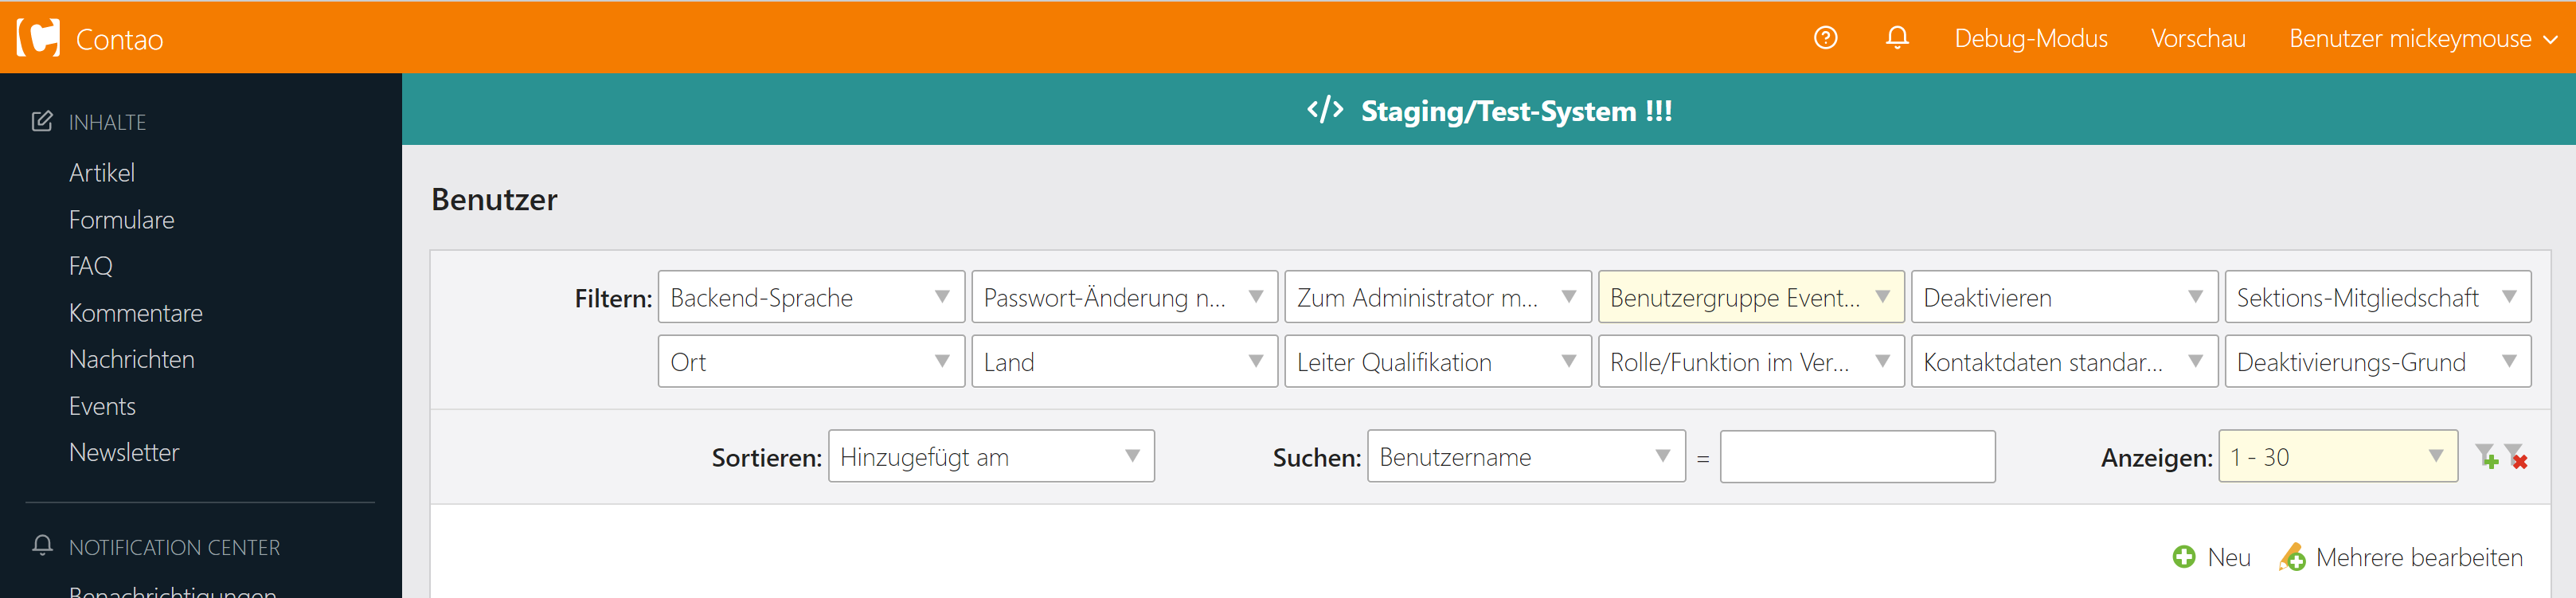 Contao
Debug-Modus Vorschau Benutzer mickeymouse
</> Staging/Test-System !!!
INHALTE
Artikel
Formulare
FAQ
Kommentare
Nachrichten
Events
Newsletter
NOTIFICATION CENTER
Benachrichtigungen
Benutzer
Filtern: Backend-Sprache Passwort-Änderung n... Zum Administrator m... Benutzergruppe Event... Deaktivieren Sektions-Mitgliedschaft
Ort Land Leiter Qualifikation Rolle/Funktion im Ver... Kontaktdaten standar... Deaktivierungs-Grund
Sortieren: Hinzugefügt am Suchen: Benutzername = Anzeigen: 1 - 30
Neu Mehrere bearbeiten